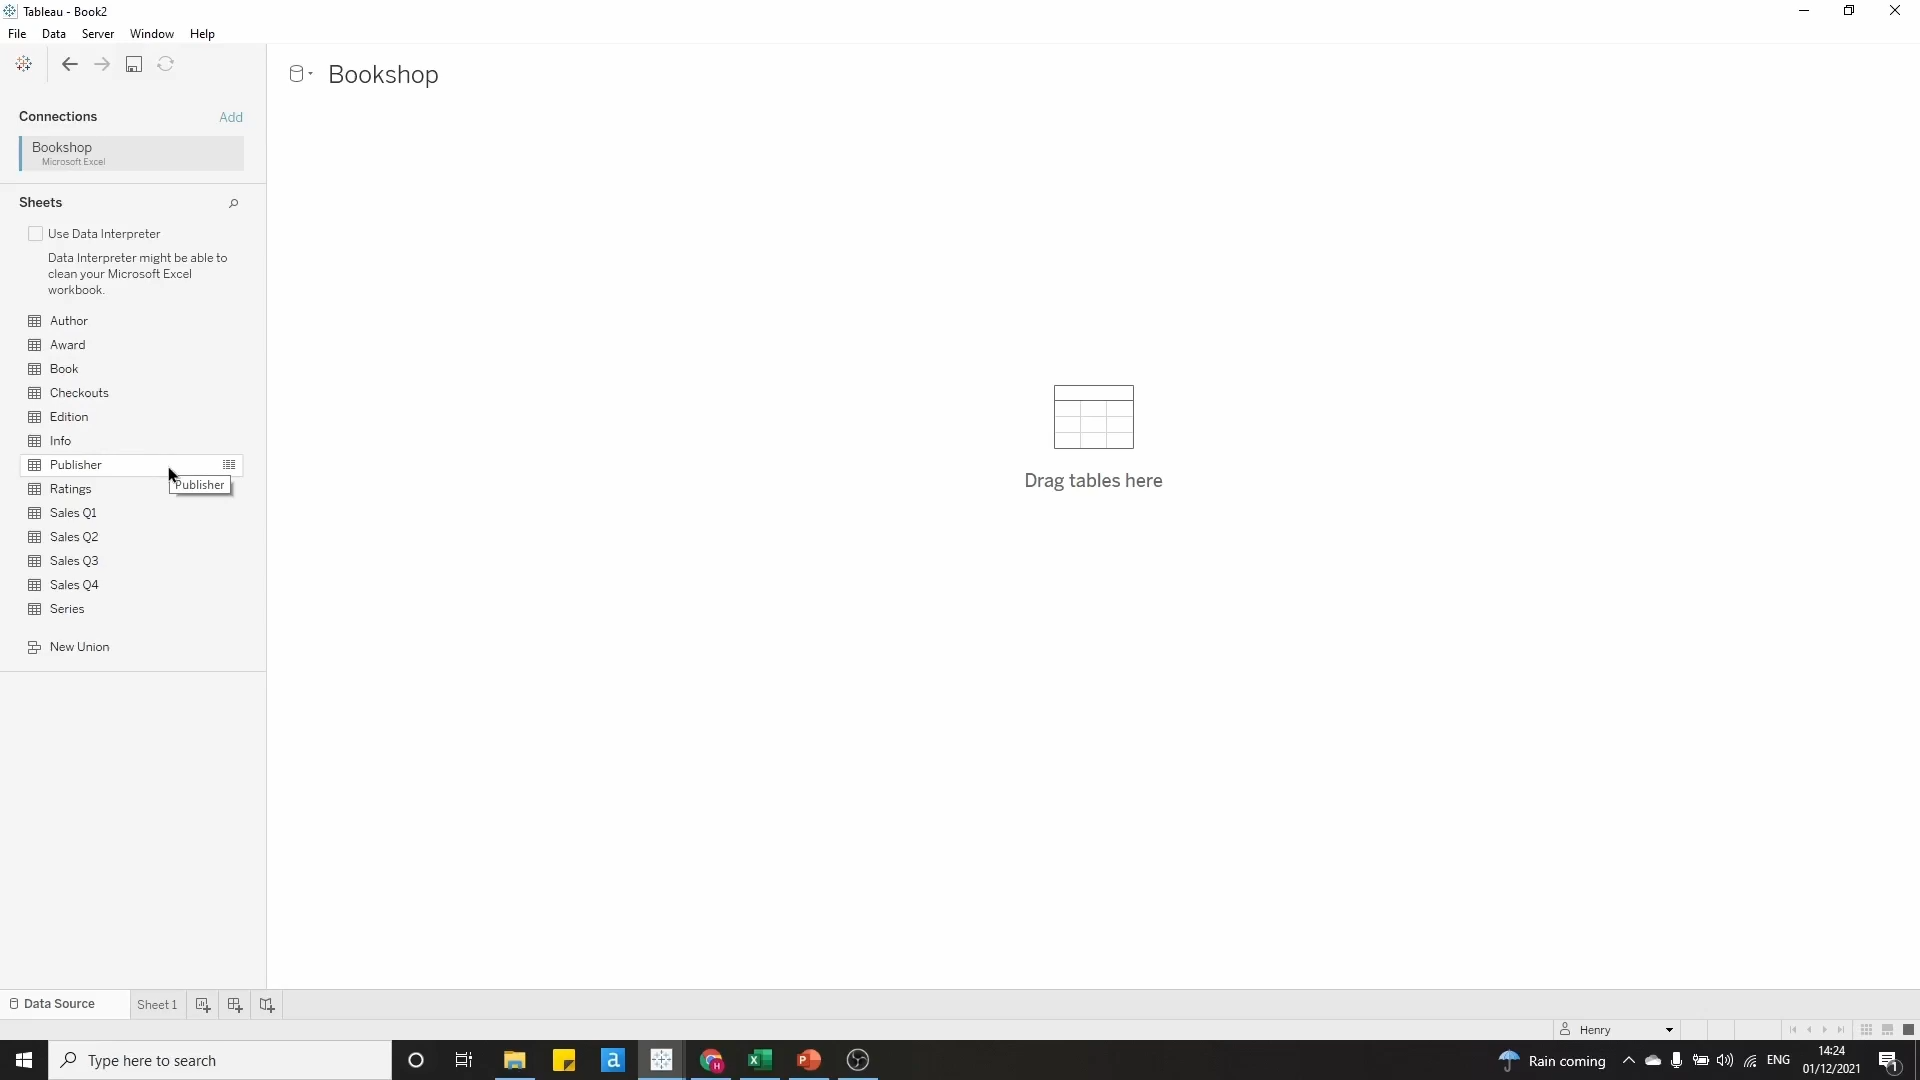 Tableau - Book2
File Data Server Window Help
Bookshop
Connections Add
Bookshop
Microsoft Excel
Sheets
Use Data Interpreter
Data Interpreter might be able to
clean your Microsoft Excel
workbook.
Author
Award
Book
Checkouts
Edition
Info
Publisher
Publisher
Ratings
Sales Q1
Sales Q2
Sales Q3
Sales Q4
Series
New Union
Drag tables here
Data Source Sheet 1
Henry
Type here to search
Rain coming
ENG
14:24
01/12/2021